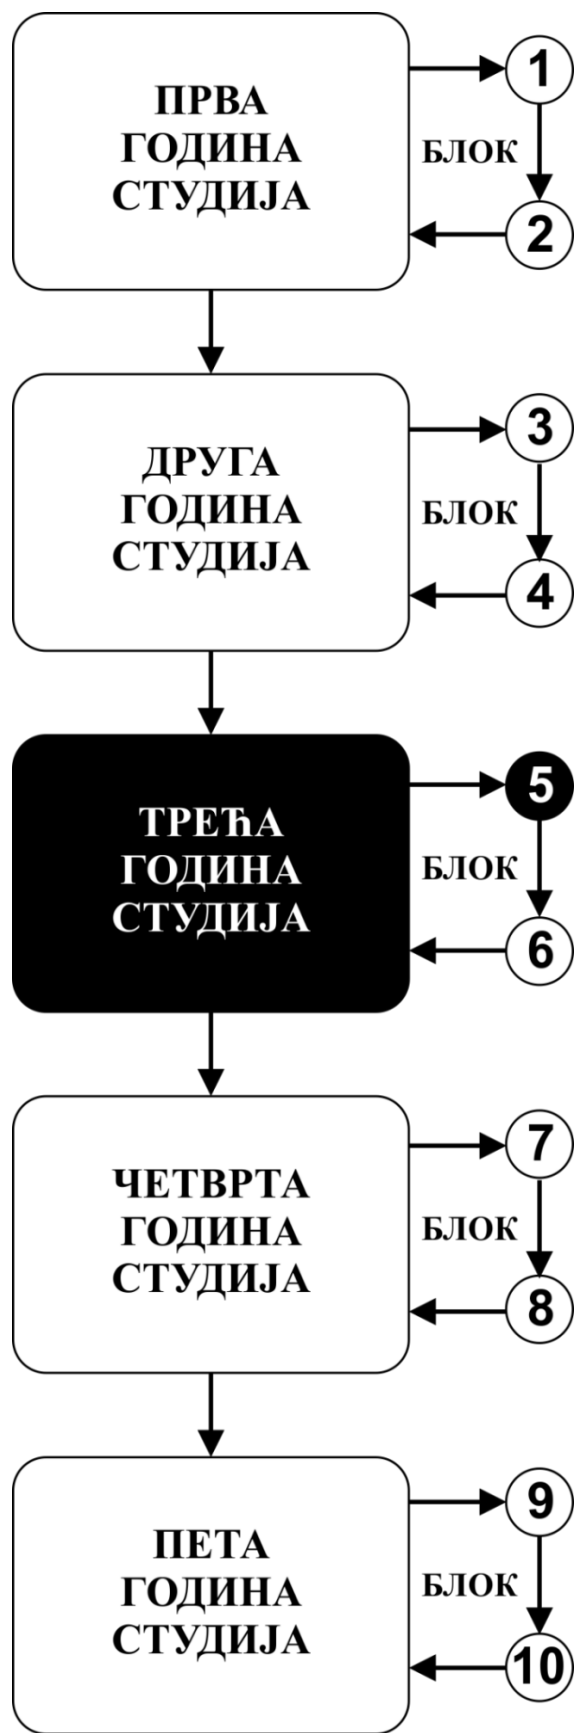 ПРВА
ГОДИНА
СТУДИЈА
1
БЛОК
2
ДРУГА
ГОДИНА
СТУДИЈА
3
БЛОК
4
ТРЕЋА
ГОДИНА
СТУДИЈА
5
БЛОК
6
ЧЕТВРТА
ГОДИНА
СТУДИЈА
7
БЛОК
8
ПЕТА
ГОДИНА
СТУДИЈА
9
БЛОК
10